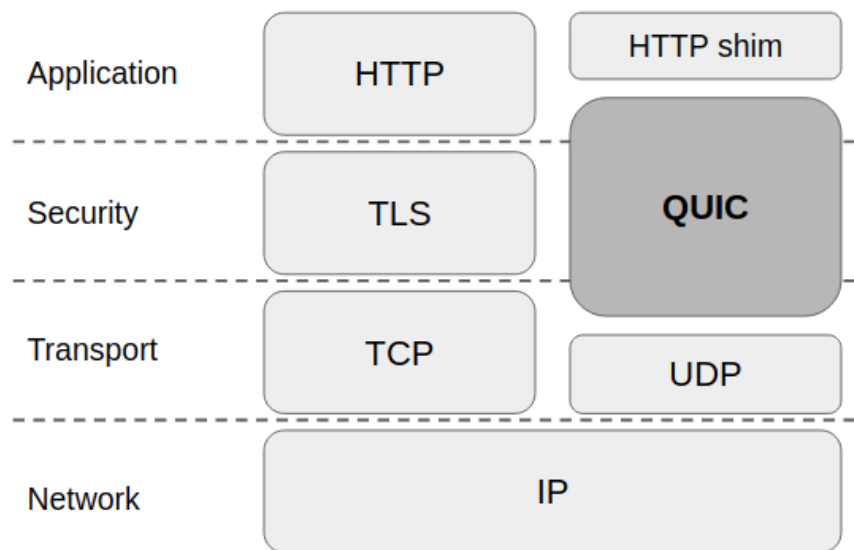 Application
HTTP
HTTP shim
Security
TLS
QUIC
Transport
TCP
UDP
Network
IP